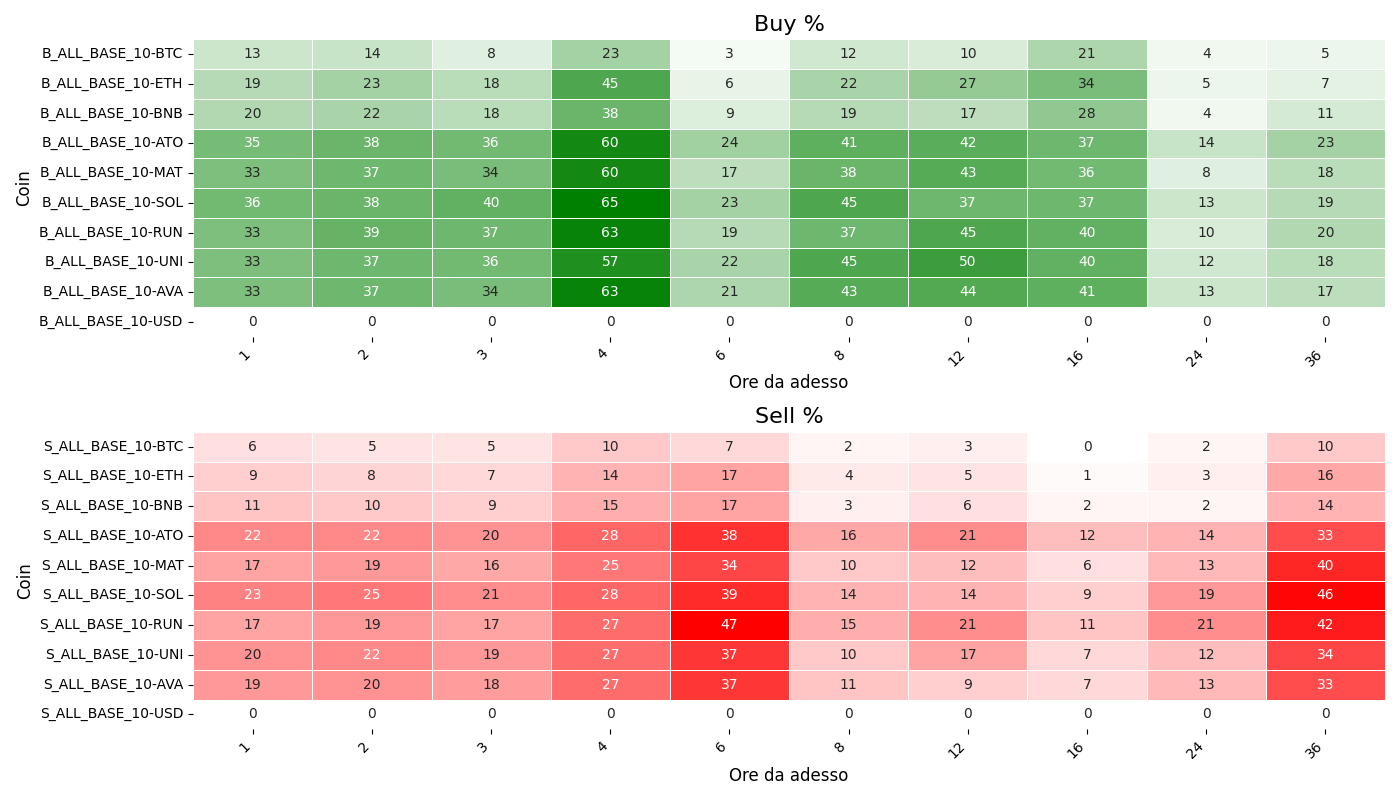 Buy %
Coin
B_ALL_BASE_10-BTC 13 14 8 23 3 12 10 21 4 5
B_ALL_BASE_10-ETH 19 23 18 45 6 22 27 34 5 7
B_ALL_BASE_10-BNB 20 22 18 38 9 19 17 28 4 11
B_ALL_BASE_10-ATO 35 38 36 60 24 41 42 37 14 23
B_ALL_BASE_10-MAT 33 37 34 60 17 38 43 36 8 18
B_ALL_BASE_10-SOL 36 38 40 65 23 45 37 37 13 19
B_ALL_BASE_10-RUN 33 39 37 63 19 37 45 40 10 20
B_ALL_BASE_10-UNI 33 37 36 57 22 45 50 40 12 18
B_ALL_BASE_10-AVA 33 37 34 63 21 43 44 41 13 17
B_ALL_BASE_10-USD 0 0 0 0 0 0 0 0 0 0
1 2 3 4 6 8 12 16 24 36
Ore da adesso
Sell %
Coin
S_ALL_BASE_10-BTC 6 5 5 10 7 2 3 0 2 10
S_ALL_BASE_10-ETH 9 8 7 14 17 4 5 1 3 16
S_ALL_BASE_10-BNB 11 10 9 15 17 3 6 2 2 14
S_ALL_BASE_10-ATO 22 22 20 28 38 16 21 12 14 33
S_ALL_BASE_10-MAT 17 19 16 25 34 10 12 6 13 40
S_ALL_BASE_10-SOL 23 25 21 28 39 14 14 9 19 46
S_ALL_BASE_10-RUN 17 19 17 27 47 15 21 11 21 42
S_ALL_BASE_10-UNI 20 22 19 27 37 10 17 7 12 34
S_ALL_BASE_10-AVA 19 20 18 27 37 11 9 7 13 33
S_ALL_BASE_10-USD 0 0 0 0 0 0 0 0 0 0
1 2 3 4 6 8 12 16 24 36
Ore da adesso